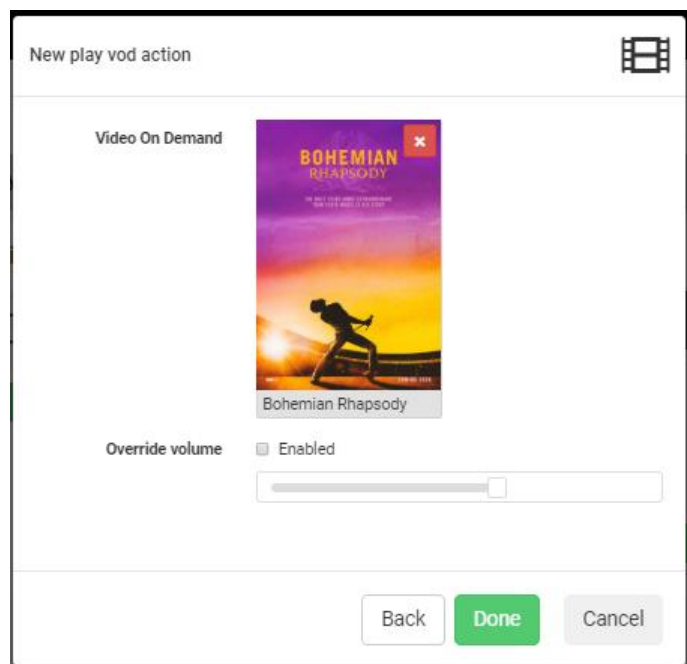 New play vod action
Video On Demand
BOHEMIAN
RHAPSODY
Bohemian Rhapsody
Override volume
Enabled
Back
Done
Cancel